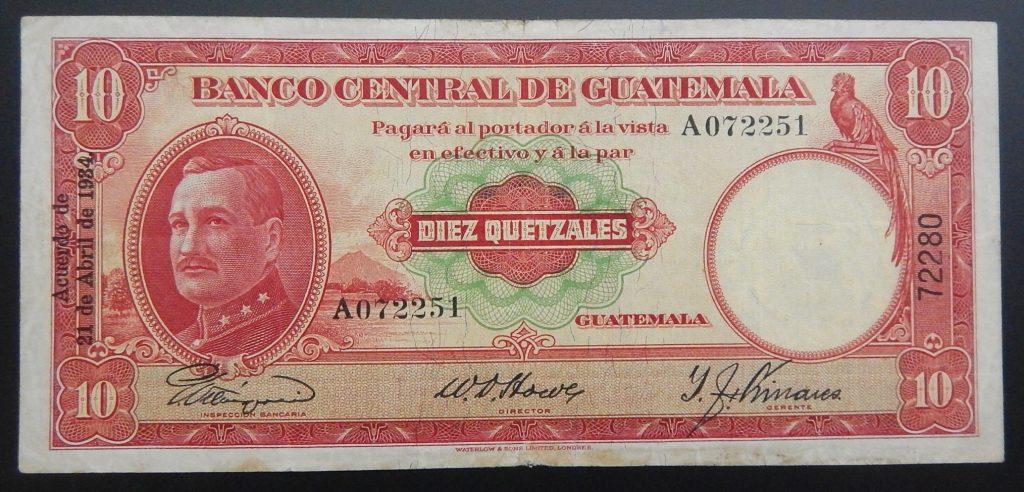 10
10
BANCO CENTRAL DE GUATEMALA
Pagará al portador á la vista
A072251
en efectivo y á la par
Acuerdo de
21 de Abril de 1934
DIEZ QUETZALES
72280
A072251
GUATEMALA
10
10
INSPECCIÓN BANCARIA
DIRECTOR
GERENTE
WATERLOW & SONS LIMITED, LONDRES.